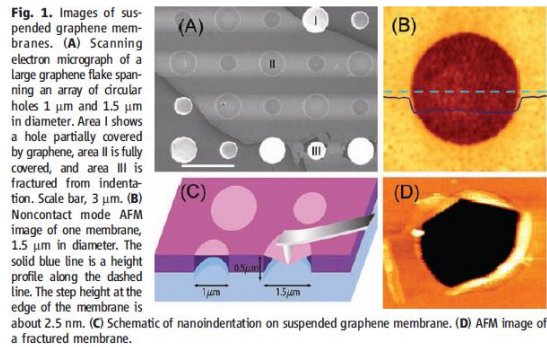 Fig. 1. Images of sus-
pended graphene mem-
branes. (A) Scanning
electron micrograph of a
large graphene flake span-
ning an array of circular
holes 1 μm and 1.5 μm
in diameter. Area I shows
a hole partially covered
by graphene, area II is fully
covered, and area III is
fractured from indenta-
tion. Scale bar, 3 μm. (B)
Noncontact mode AFM
image of one membrane,
1.5 μm in diameter. The
solid blue line is a height
profile along the dashed
line. The step height at the
edge of the membrane is
about 2.5 nm. (C) Schematic of nanoindentation on suspended graphene membrane. (D) AFM image of
a fractured membrane.
(A)
I
II
III
(B)
(C)
0.5μm
1μm
1.5μm
(D)